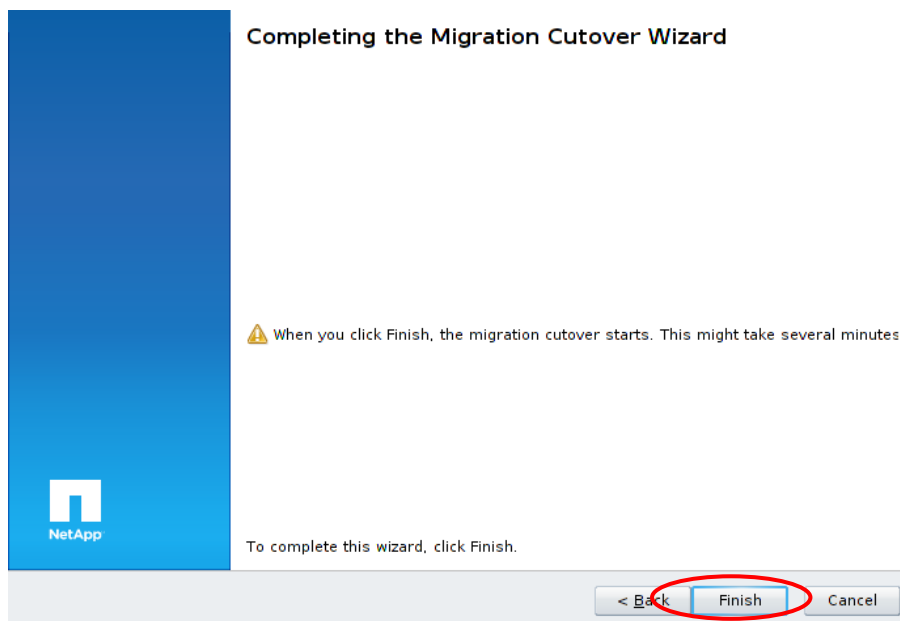 Completing the Migration Cutover Wizard
When you click Finish, the migration cutover starts. This might take several minutes
NetApp
To complete this wizard, click Finish.
< Back Finish Cancel